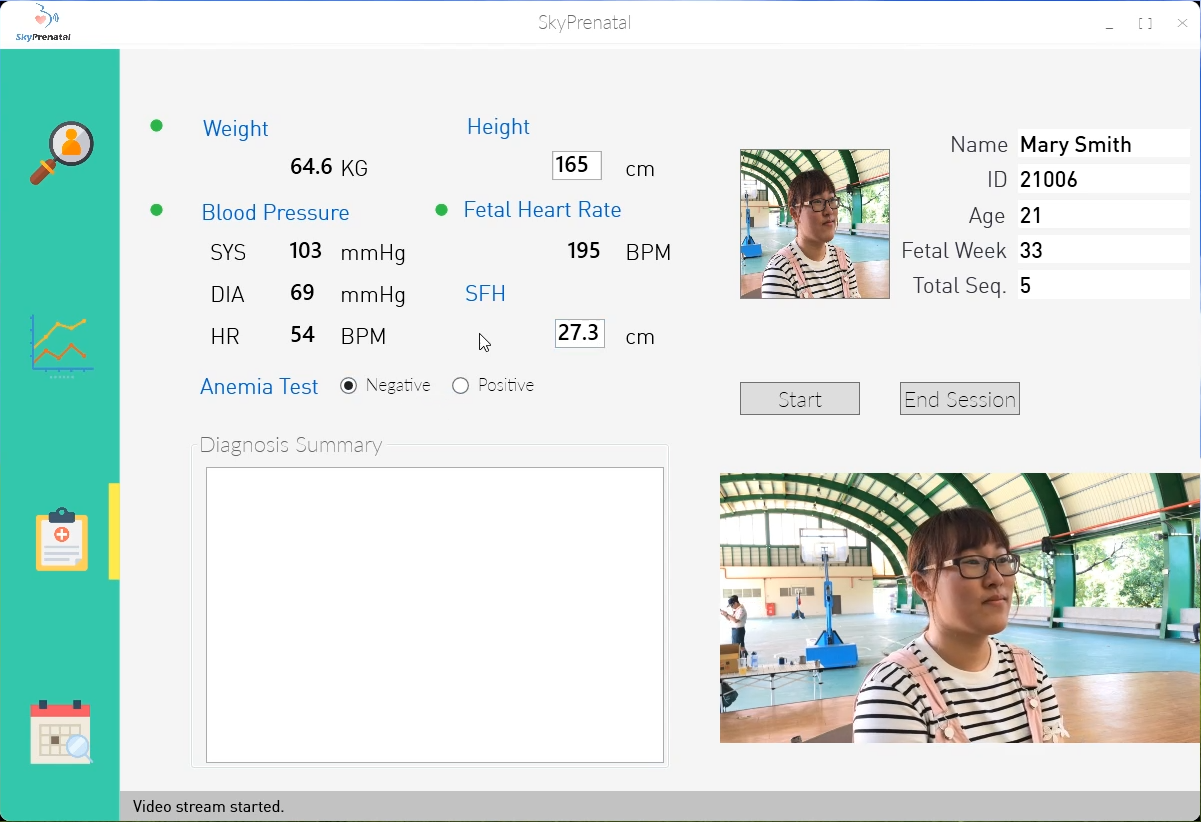 SkyPrenatal
SkyPrenatal
Weight
64.6 KG
Height
165 cm
Blood Pressure
SYS 103 mmHg
DIA 69 mmHg
HR 54 BPM
Fetal Heart Rate
195 BPM
SFH
27.3 cm
Anemia Test Negative Positive
Diagnosis Summary
Name Mary Smith
ID 21006
Age 21
Fetal Week 33
Total Seq. 5
Start End Session
Video stream started.